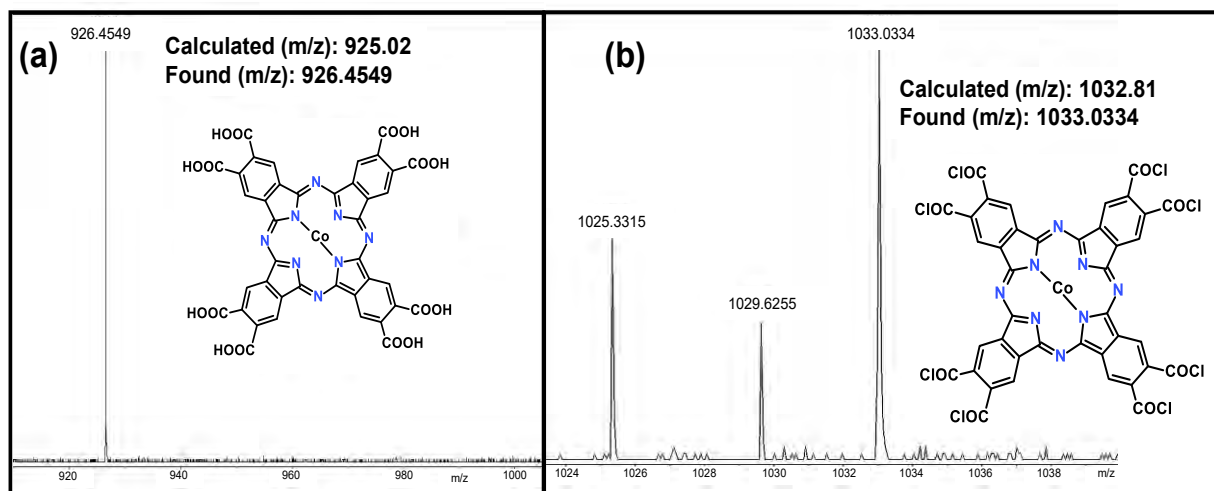 926.4549
(a)
Calculated (m/z): 925.02
Found (m/z): 926.4549
HOOC
COOH
HOOC
COOH
N
N
N
N
Co
N
N
N
N
HOOC
COOH
HOOC
COOH
920
940
960
980
m/z
1000
1033.0334
(b)
Calculated (m/z): 1032.81
Found (m/z): 1033.0334
1025.3315
1029.6255
ClOC
COCl
ClOC
COCl
N
N
N
N
Co
N
N
N
N
ClOC
COCl
ClOC
COCl
1024
1026
1028
1030
1032
1034
1036
1038
m/z